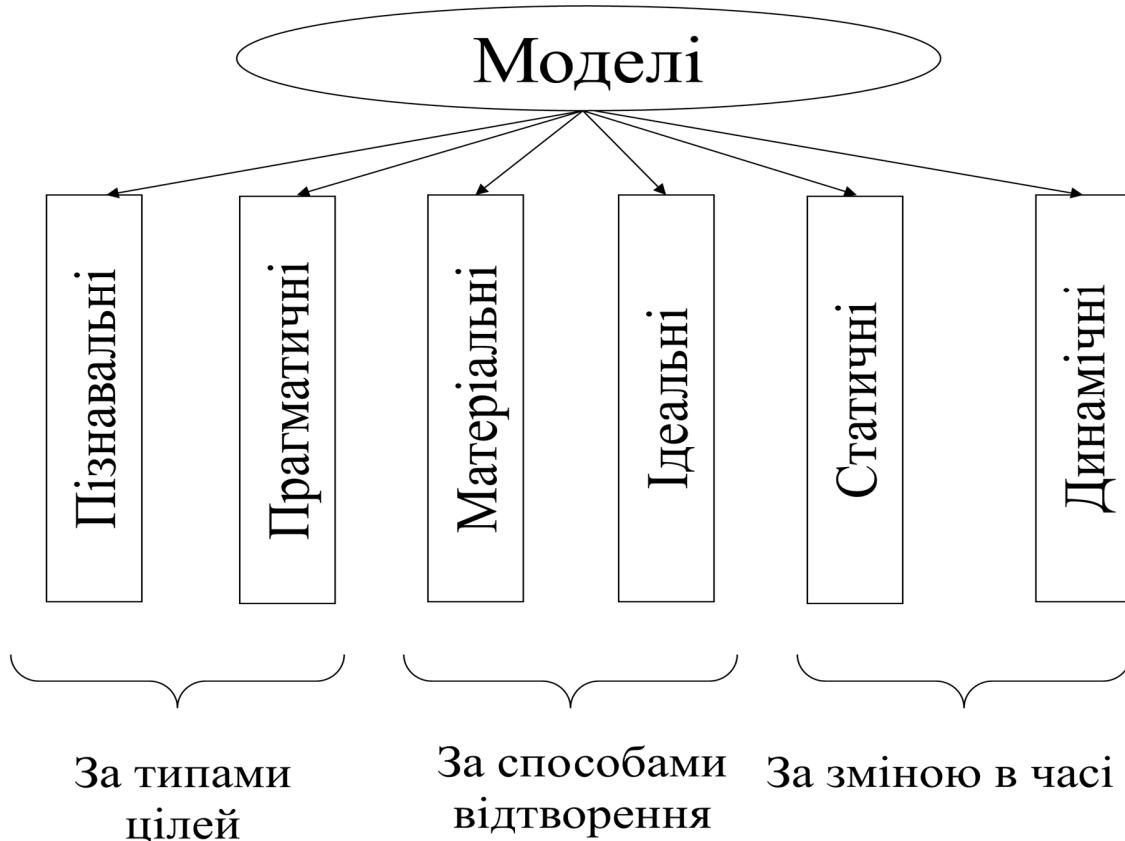 Моделі
Пізнавальні
Прагматичні
Матеріальні
Ідеальні
Статичні
Динамічні
За типами
цілей
За способами
відтворення
За зміною в часі